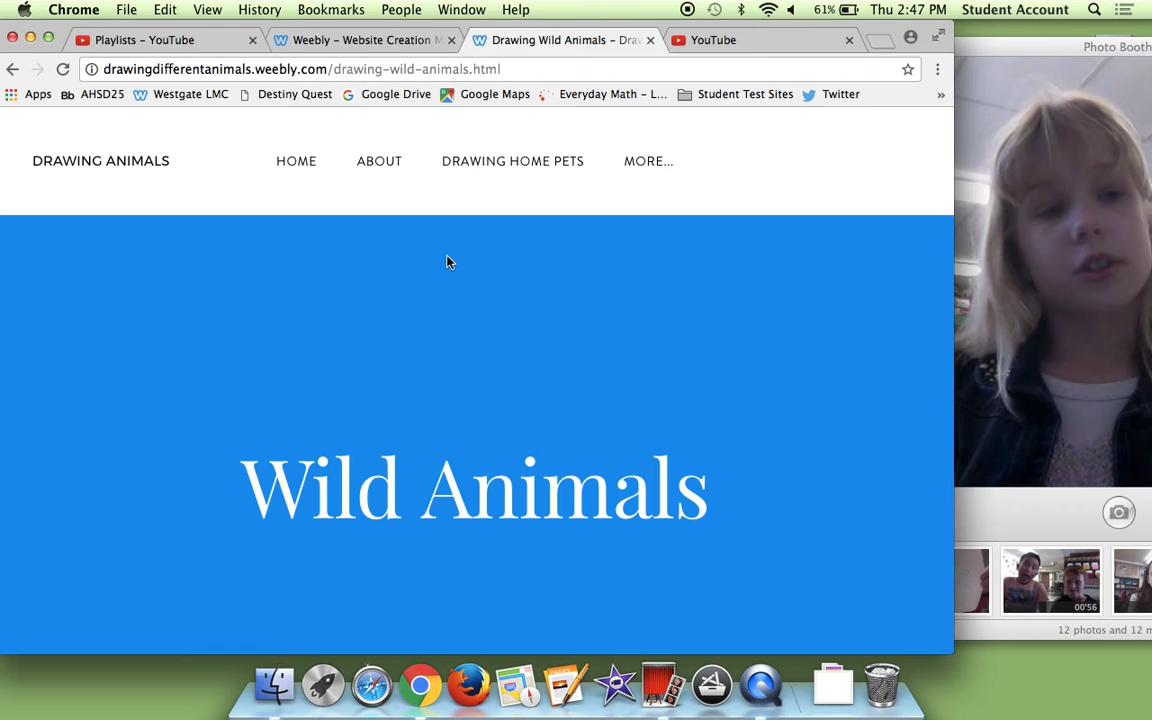 Chrome File Edit View History Bookmarks People Window Help 61% Thu 2:47 PM Student Account
Playlists – YouTube Weebly – Website Creation M Drawing Wild Animals – Draw YouTube
Photo Booth
drawingdifferentanimals.weebly.com/drawing-wild-animals.html
Apps Bb AHSD25 Westgate LMC Destiny Quest Google Drive Google Maps Everyday Math – L... Student Test Sites Twitter »
DRAWING ANIMALS HOME ABOUT DRAWING HOME PETS MORE...
Wild Animals
00'56
12 photos and 12 m